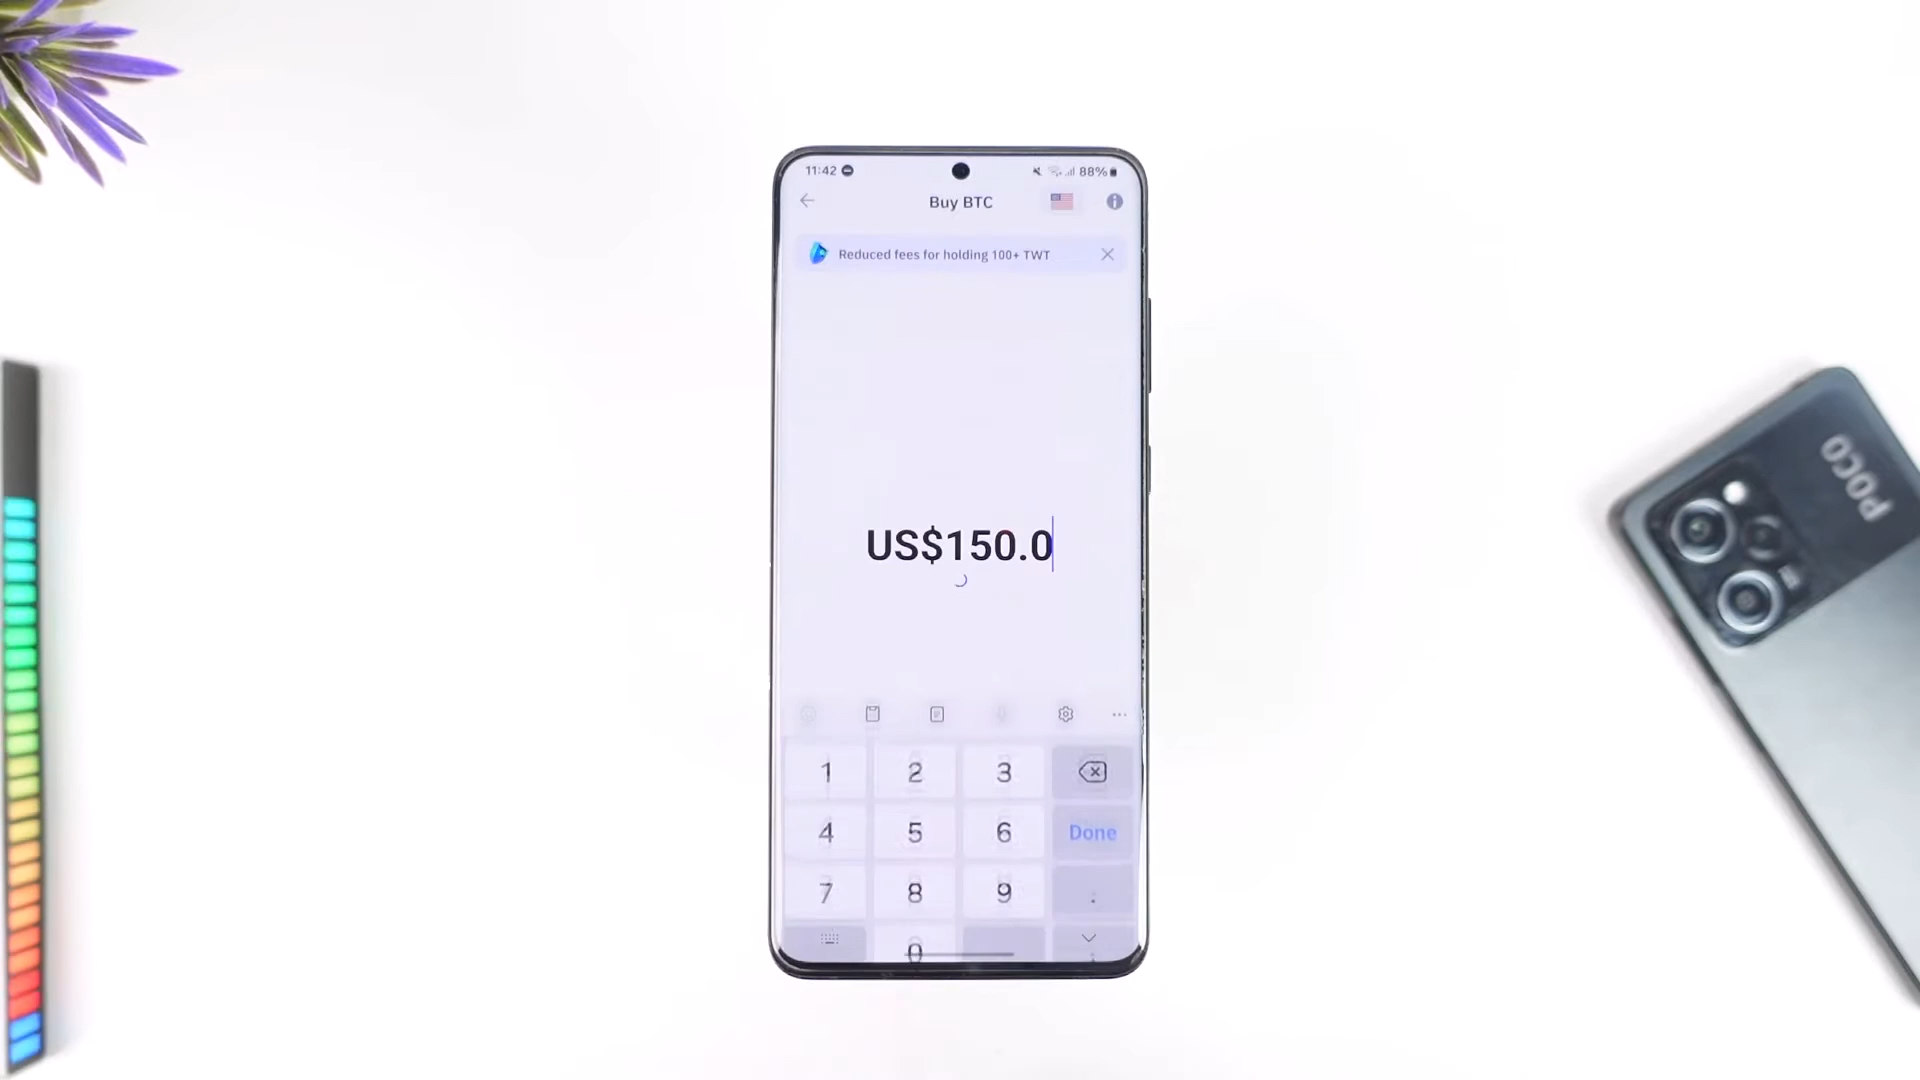 11:42 88%
Buy BTC
Reduced fees for holding 100+ TWT
US$150.0
1 2 3
4 5 6 Done
7 8 9 .
0
POCO